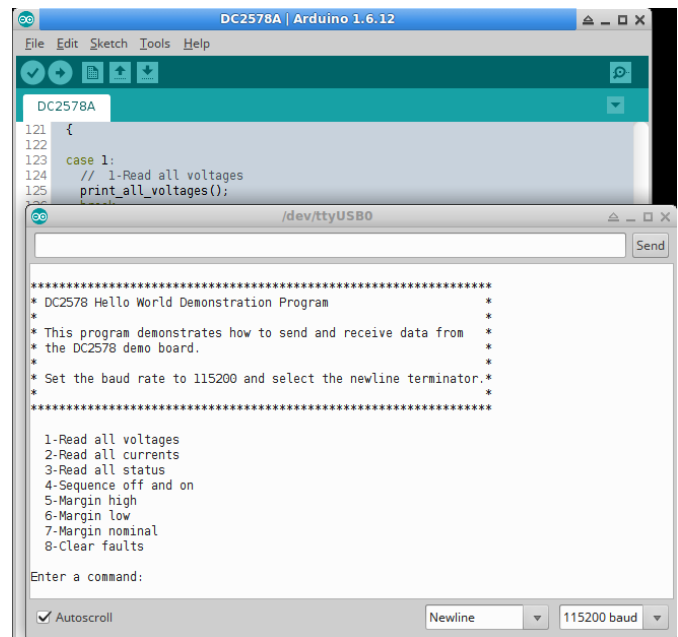 DC2578A | Arduino 1.6.12
File Edit Sketch Tools Help
DC2578A
121 {
122
123 case 1:
124 // 1-Read all voltages
125 print_all_voltages();
/dev/ttyUSB0
Send
*****************************************************************
* DC2578 Hello World Demonstration Program *
* *
* This program demonstrates how to send and receive data from *
* the DC2578 demo board. *
* *
* Set the baud rate to 115200 and select the newline terminator.*
* *
*****************************************************************
1-Read all voltages
2-Read all currents
3-Read all status
4-Sequence off and on
5-Margin high
6-Margin low
7-Margin nominal
8-Clear faults
Enter a command:
Autoscroll Newline 115200 baud